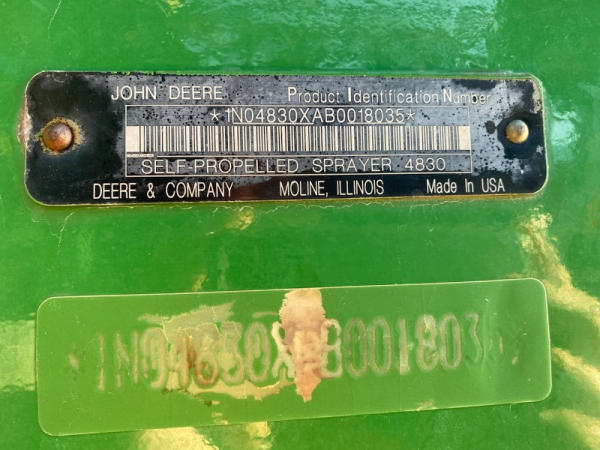 JOHN DEERE Product Identification Number
*1N04830XAB0018035*
SELF-PROPELLED SPRAYER 4830
DEERE & COMPANY MOLINE, ILLINOIS Made In USA